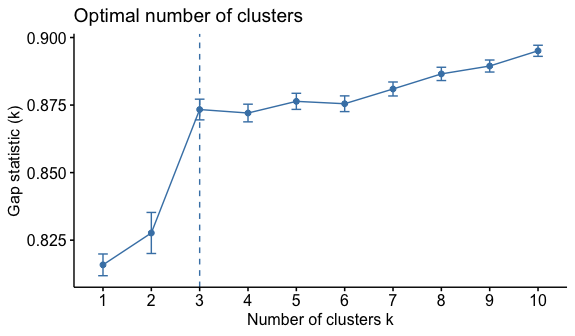 Optimal number of clusters
Gap statistic (k)
0.900
0.875
0.850
0.825
1 2 3 4 5 6 7 8 9 10
Number of clusters k